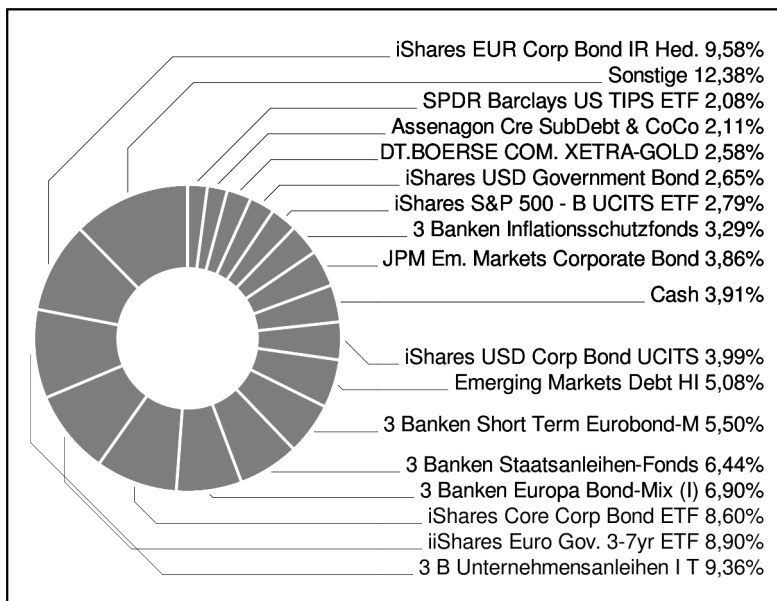 iShares EUR Corp Bond IR Hed. 9,58%
Sonstige 12,38%
SPDR Barclays US TIPS ETF 2,08%
Assenagon Cre SubDebt & CoCo 2,11%
DT.BOERSE COM. XETRA-GOLD 2,58%
iShares USD Government Bond 2,65%
iShares S&P 500 - B UCITS ETF 2,79%
3 Banken Inflationsschutzfonds 3,29%
JPM Em. Markets Corporate Bond 3,86%
Cash 3,91%
iShares USD Corp Bond UCITS 3,99%
Emerging Markets Debt HI 5,08%
3 Banken Short Term Eurobond-M 5,50%
3 Banken Staatsanleihen-Fonds 6,44%
3 Banken Europa Bond-Mix (I) 6,90%
iShares Core Corp Bond ETF 8,60%
iiShares Euro Gov. 3-7yr ETF 8,90%
3 B Unternehmensanleihen I T 9,36%